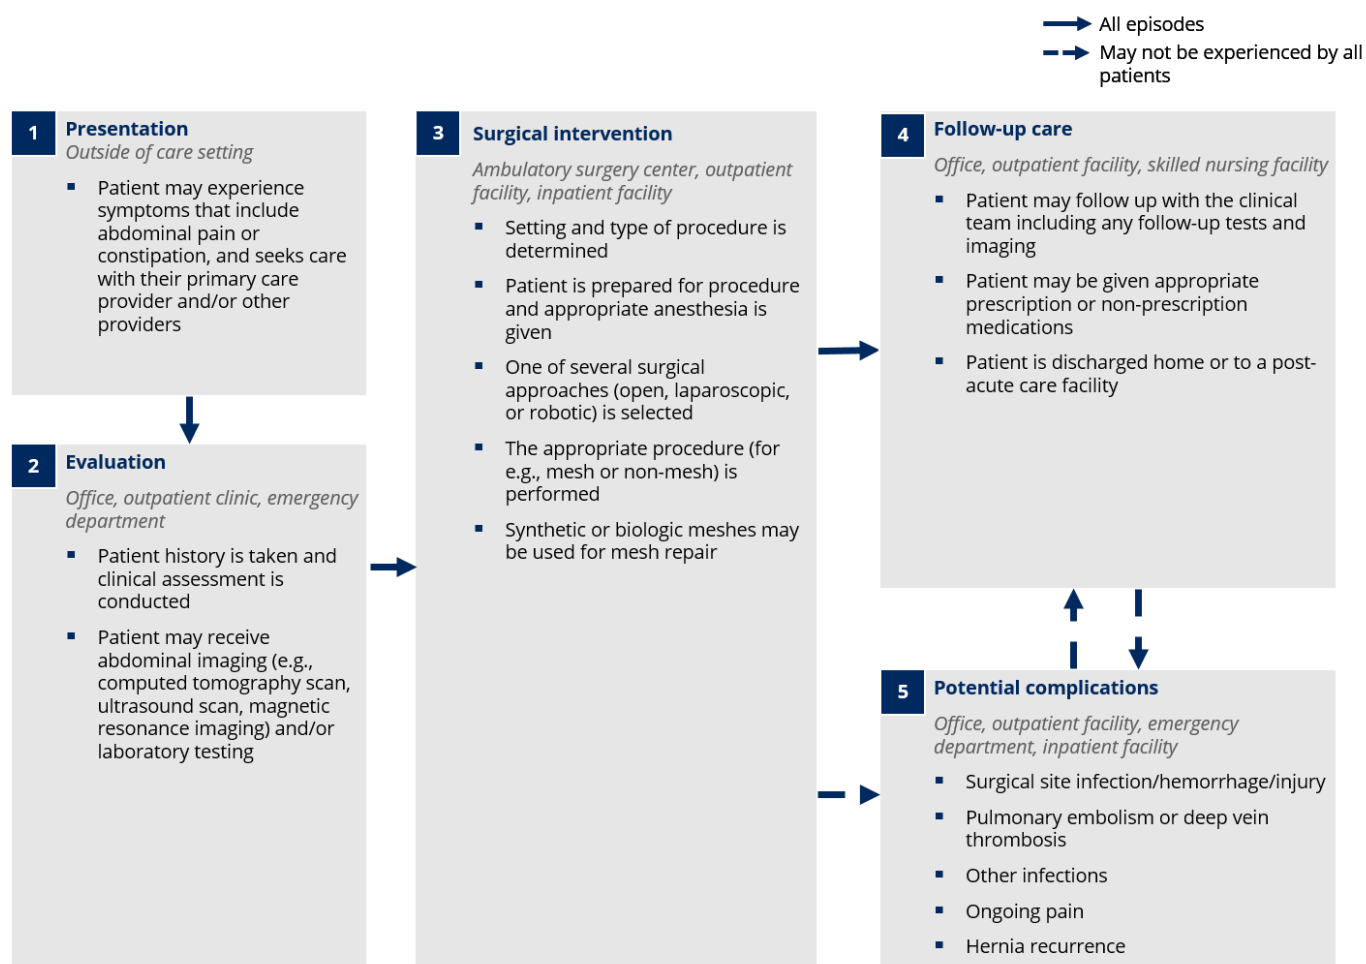 All episodes
May not be experienced by all
patients
1
Presentation
Outside of care setting
▪ Patient may experience
symptoms that include
abdominal pain or
constipation, and seeks care
with their primary care
provider and/or other
providers
2
Evaluation
Office, outpatient clinic, emergency
department
▪ Patient history is taken and
clinical assessment is
conducted
▪ Patient may receive
abdominal imaging (e.g.,
computed tomography scan,
ultrasound scan, magnetic
resonance imaging) and/or
laboratory testing
3
Surgical intervention
Ambulatory surgery center, outpatient
facility, inpatient facility
▪ Setting and type of procedure is
determined
▪ Patient is prepared for procedure
and appropriate anesthesia is
given
▪ One of several surgical
approaches (open, laparoscopic,
or robotic) is selected
▪ The appropriate procedure (for
e.g., mesh or non-mesh) is
performed
▪ Synthetic or biologic meshes may
be used for mesh repair
4
Follow-up care
Office, outpatient facility, skilled nursing facility
▪ Patient may follow up with the clinical
team including any follow-up tests and
imaging
▪ Patient may be given appropriate
prescription or non-prescription
medications
▪ Patient is discharged home or to a post-
acute care facility
5
Potential complications
Office, outpatient facility, emergency
department, inpatient facility
▪ Surgical site infection/hemorrhage/injury
▪ Pulmonary embolism or deep vein
thrombosis
▪ Other infections
▪ Ongoing pain
▪ Hernia recurrence